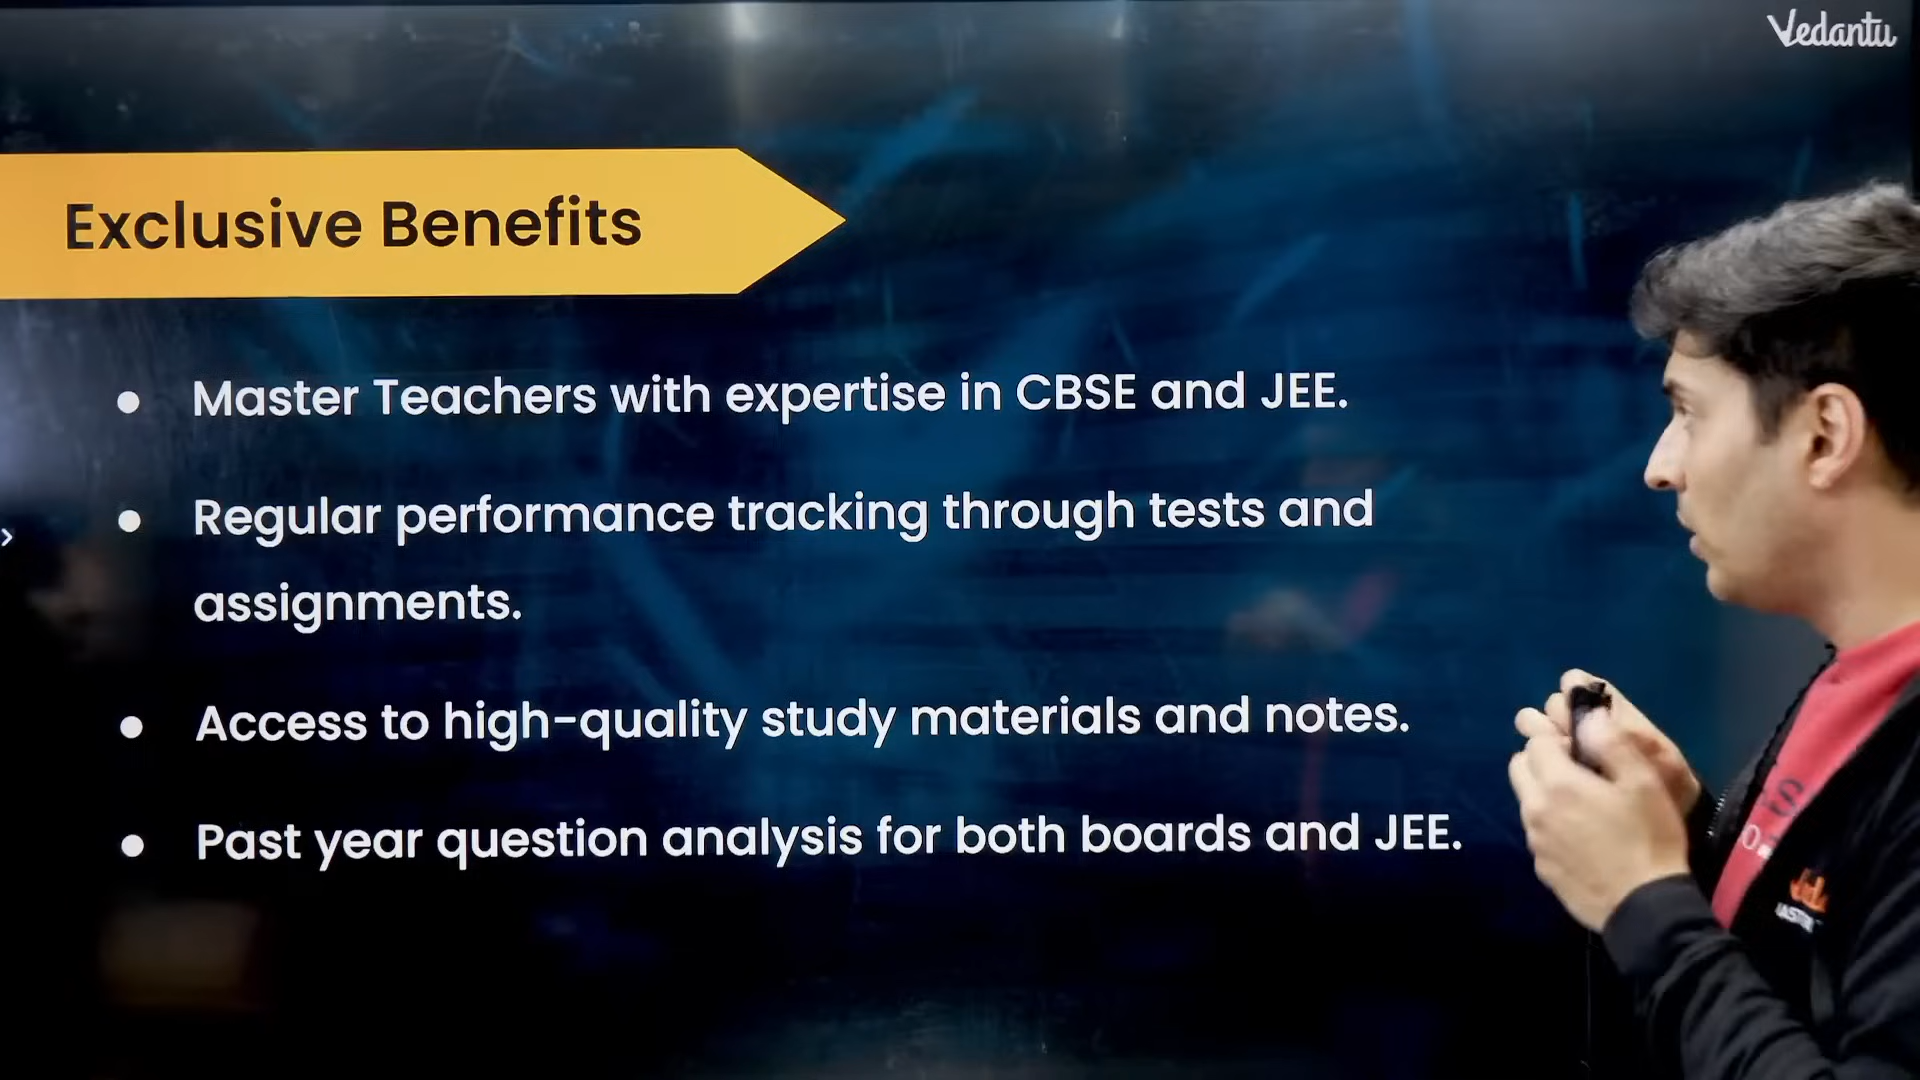 Vedantu
Exclusive Benefits
● Master Teachers with expertise in CBSE and JEE.
● Regular performance tracking through tests and
assignments.
● Access to high-quality study materials and notes.
● Past year question analysis for both boards and JEE.